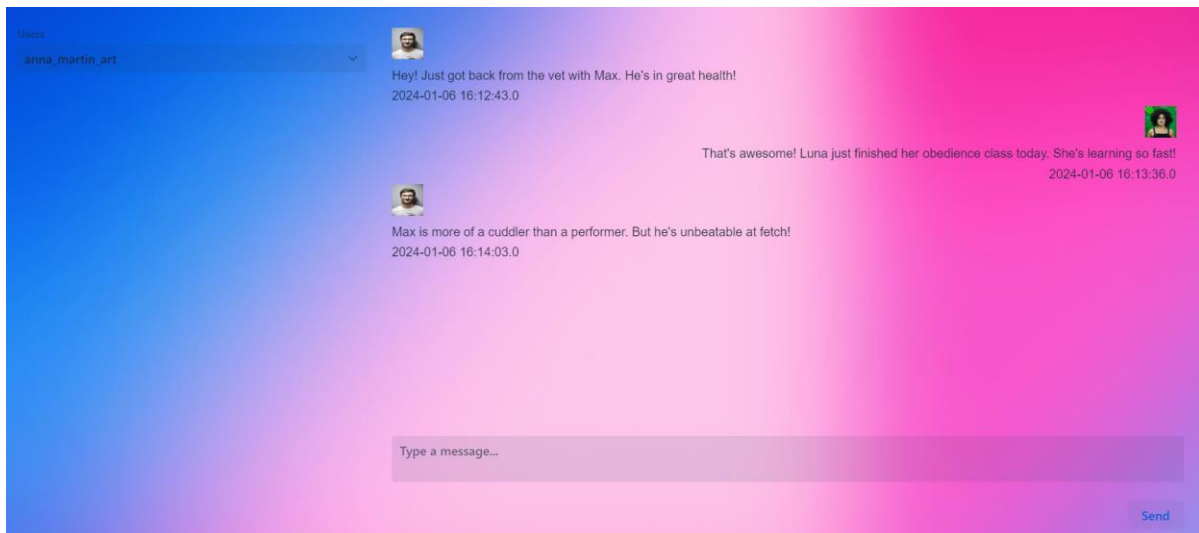 Users
anna_martin_art
Hey! Just got back from the vet with Max. He's in great health!
2024-01-06 16:12:43.0
That's awesome! Luna just finished her obedience class today. She's learning so fast!
2024-01-06 16:13:36.0
Max is more of a cuddler than a performer. But he's unbeatable at fetch!
2024-01-06 16:14:03.0
Type a message...
Send